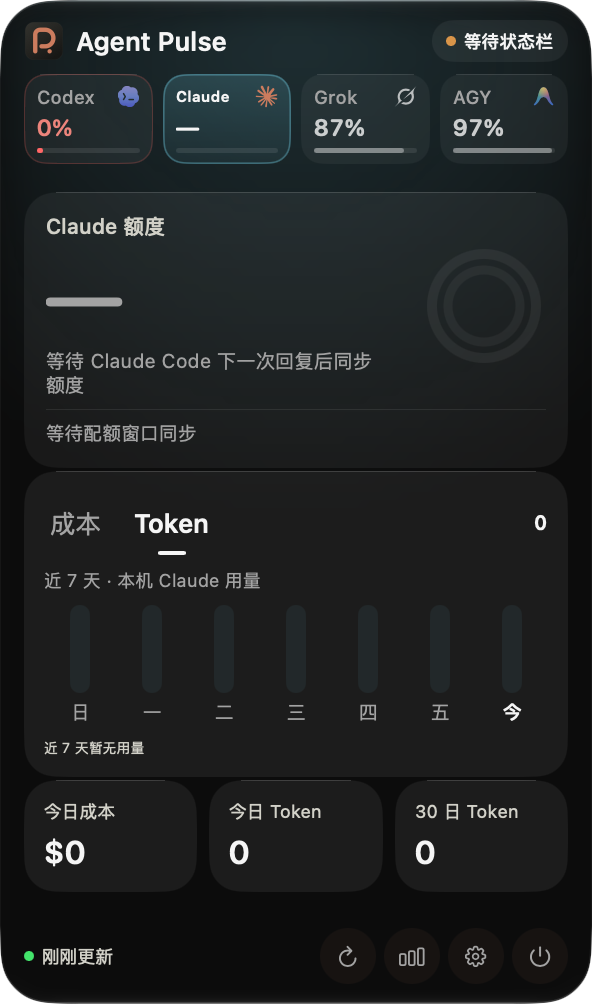 Agent Pulse
等待状态栏
Codex
0%
Claude
—
Grok
87%
AGY
97%
Claude 额度
—
等待 Claude Code 下一次回复后同步
额度
等待配额窗口同步
成本 Token 0
近 7 天 · 本机 Claude 用量
日 一 二 三 四 五 今
近 7 天暂无用量
今日成本
$0
今日 Token
0
30 日 Token
0
刚刚更新